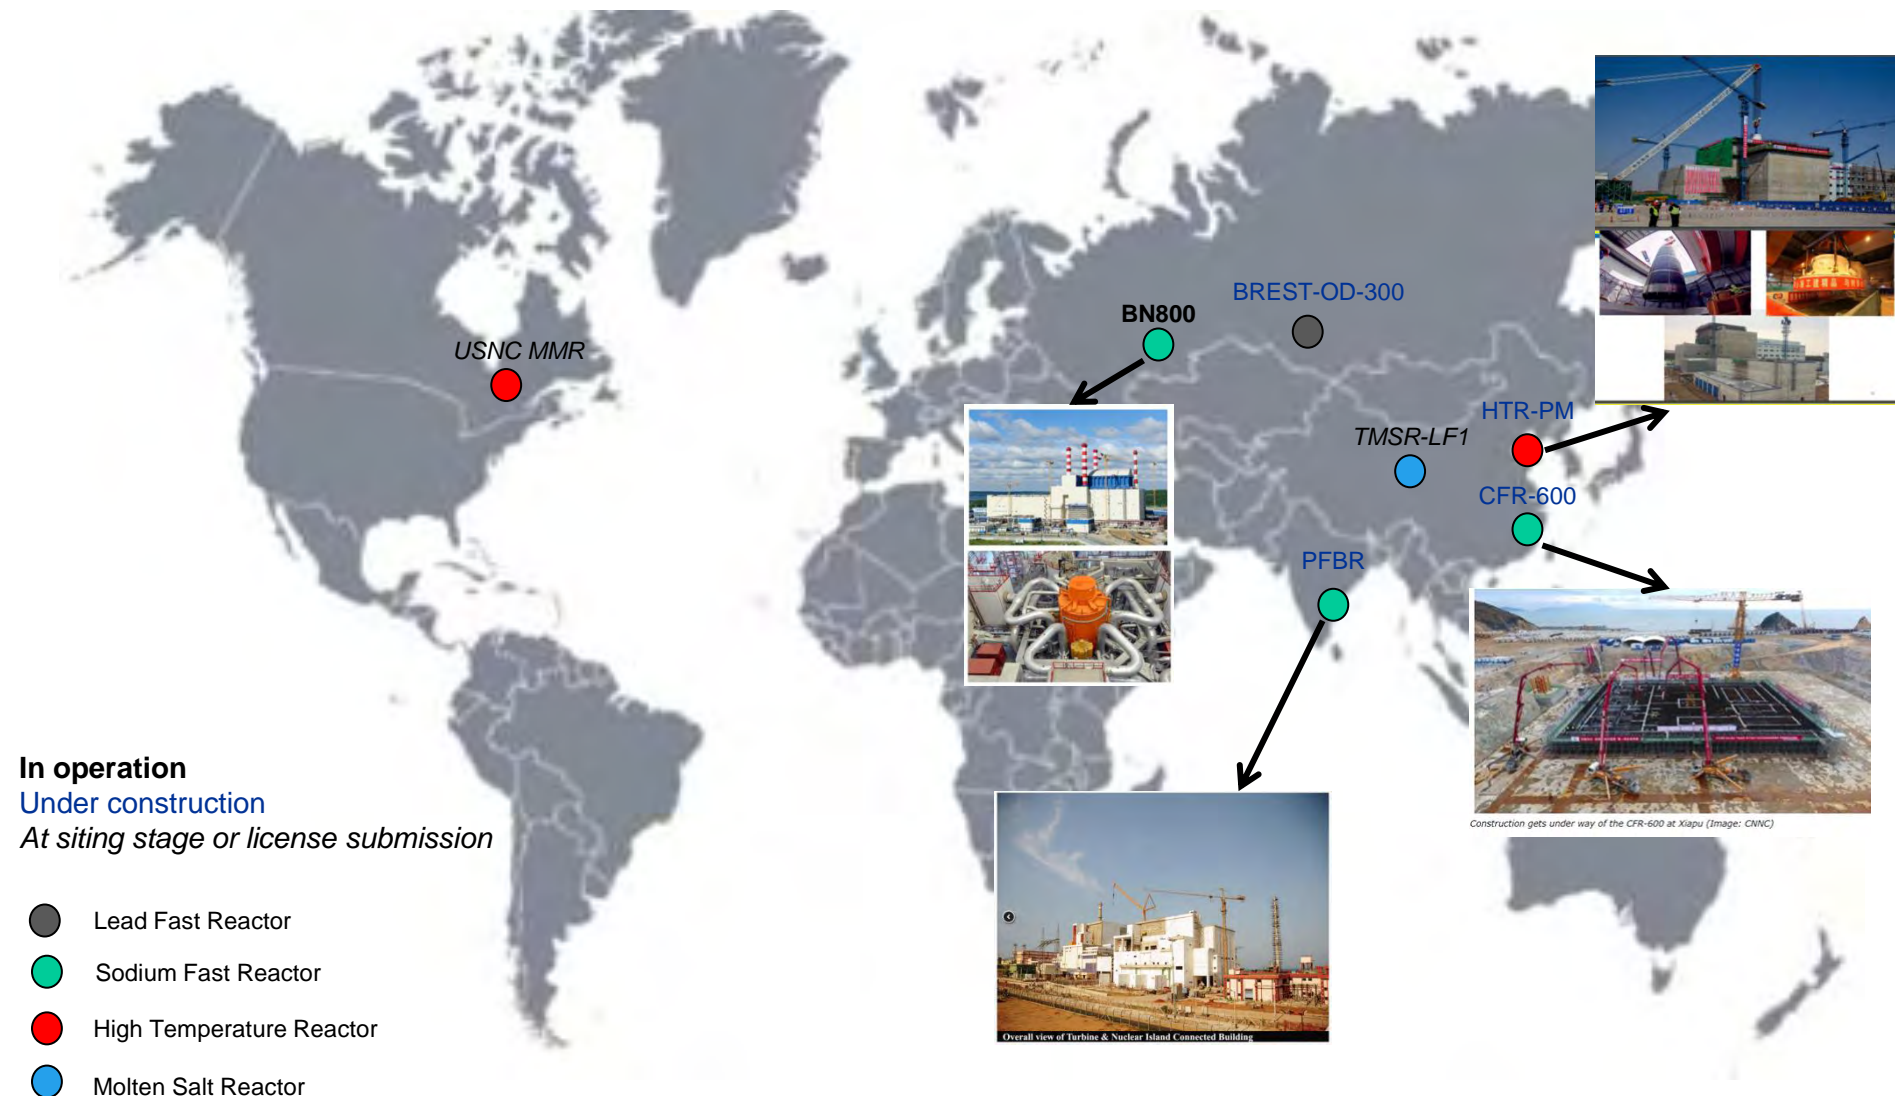 USNC MMR
BN800
BREST-OD-300
HTR-PM
TMSR-LF1
CFR-600
PFBR
Construction gets under way of the CFR-600 at Xiapu (Image: CNNC)
Overall view of Turbine & Nuclear Island Connected Building
In operation
Under construction
At siting stage or license submission
Lead Fast Reactor
Sodium Fast Reactor
High Temperature Reactor
Molten Salt Reactor